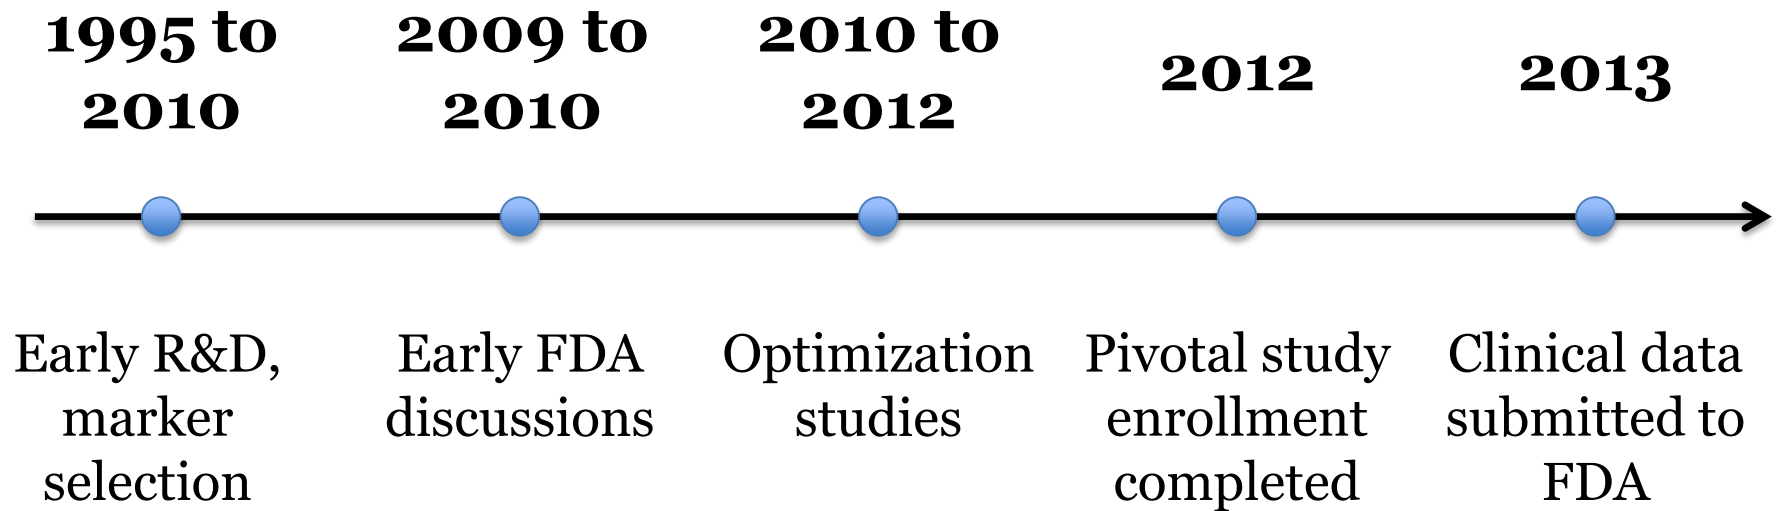 1995 to
2010
2009 to
2010
2010 to
2012
2012
2013
Early R&D,
marker
selection
Early FDA
discussions
Optimization
studies
Pivotal study
enrollment
completed
Clinical data
submitted to
FDA